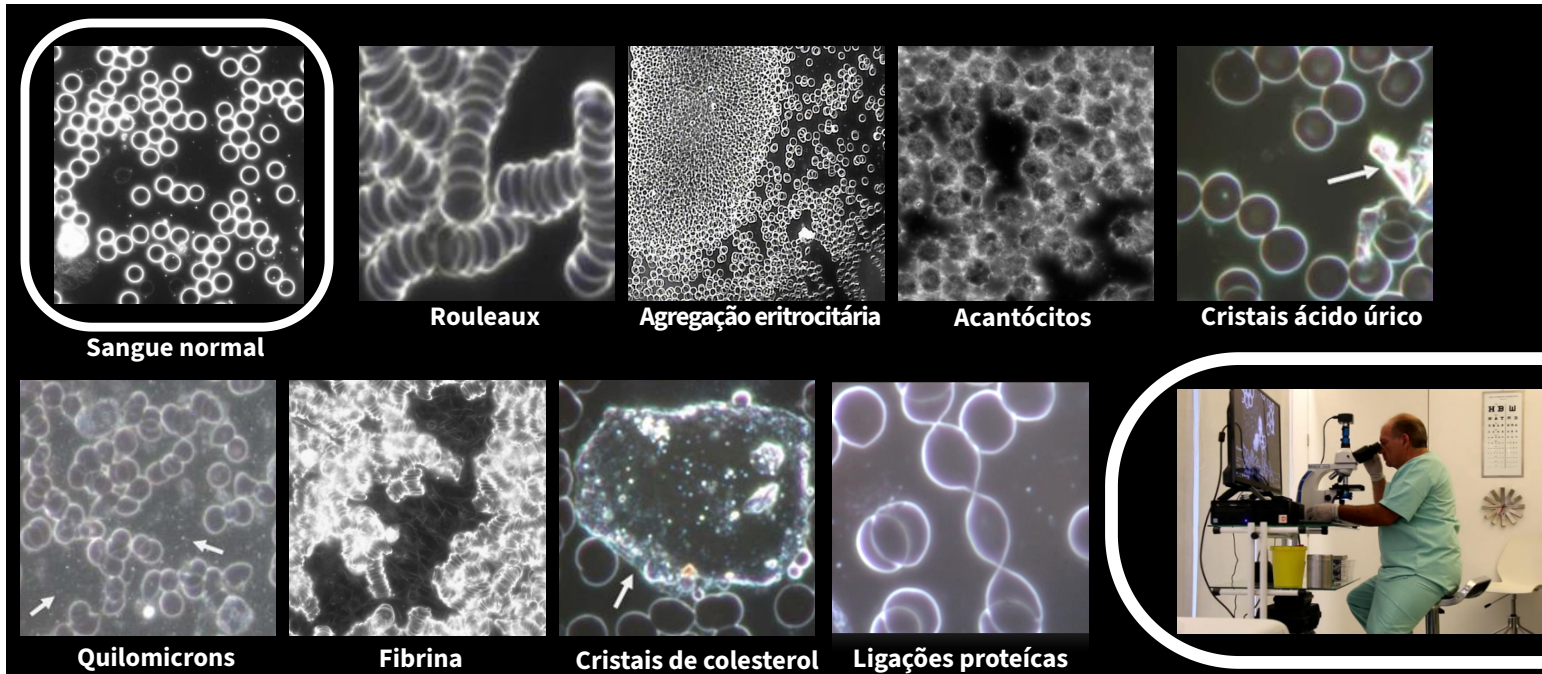 Sangue normal
Rouleaux
Agregação eritrocitária
Acantócitos
Cristais ácido úrico
Quilomicrons
Fibrina
Cristais de colesterol
Ligações proteícas